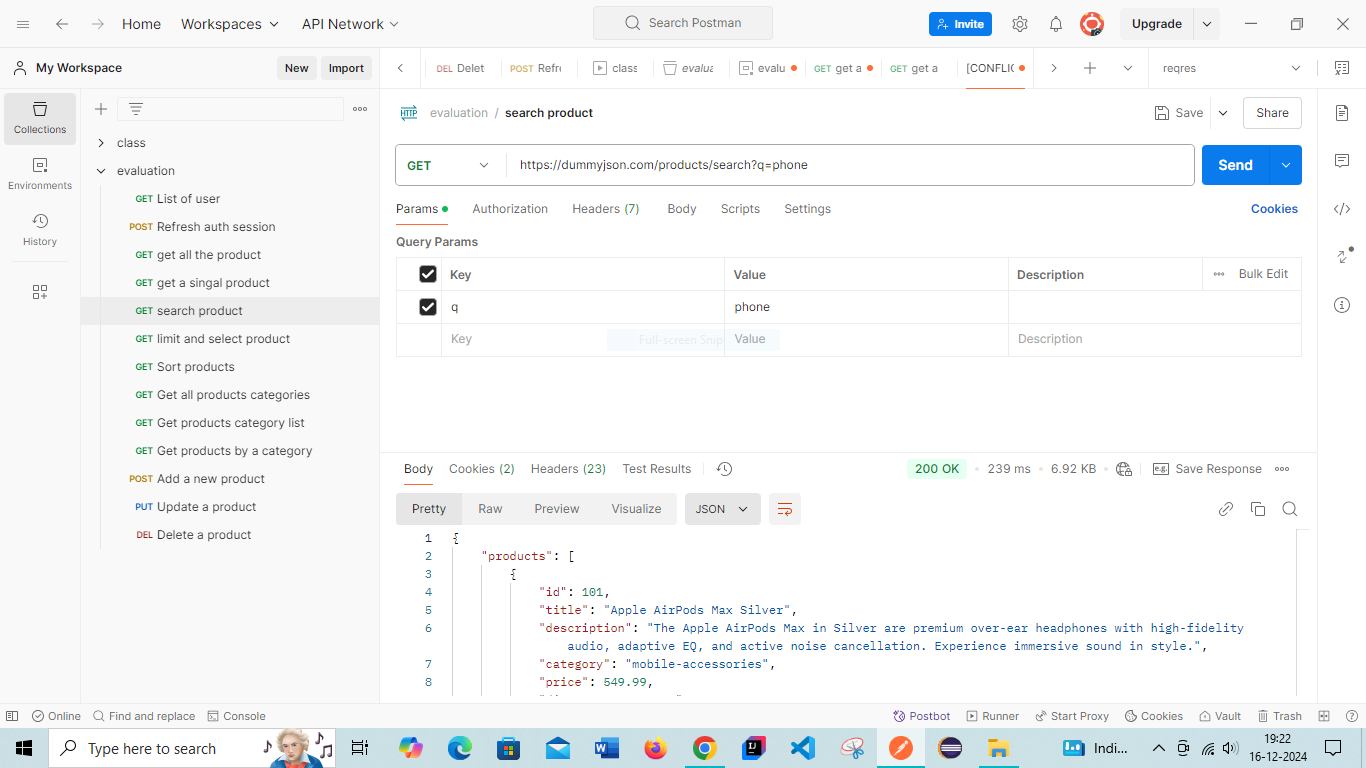 Home Workspaces API Network Search Postman Invite Upgrade
My Workspace New Import DEL Delet POST Refr class evalua evalu GET get a GET get a [CONFLIC reqres
Collections
Environments
History
class
evaluation
GET List of user
POST Refresh auth session
GET get all the product
GET get a singal product
GET search product
GET limit and select product
GET Sort products
GET Get all products categories
GET Get products category list
GET Get products by a category
POST Add a new product
PUT Update a product
DEL Delete a product
HTTP evaluation / search product Save Share
GET https://dummyjson.com/products/search?q=phone Send
Params Authorization Headers (7) Body Scripts Settings Cookies
Query Params
Key Value Description Bulk Edit
q phone
Key Value Description
Full-screen Snip
Body Cookies (2) Headers (23) Test Results 200 OK 239 ms 6.92 KB e.g. Save Response
Pretty Raw Preview Visualize JSON
1 {
2 "products": [
3 {
4 "id": 101,
5 "title": "Apple AirPods Max Silver",
6 "description": "The Apple AirPods Max in Silver are premium over-ear headphones with high-fidelity
audio, adaptive EQ, and active noise cancellation. Experience immersive sound in style.",
7 "category": "mobile-accessories",
8 "price": 549.99,
Online Find and replace Console Postbot Runner Start Proxy Cookies Vault Trash
Type here to search Indi... 19:22
16-12-2024